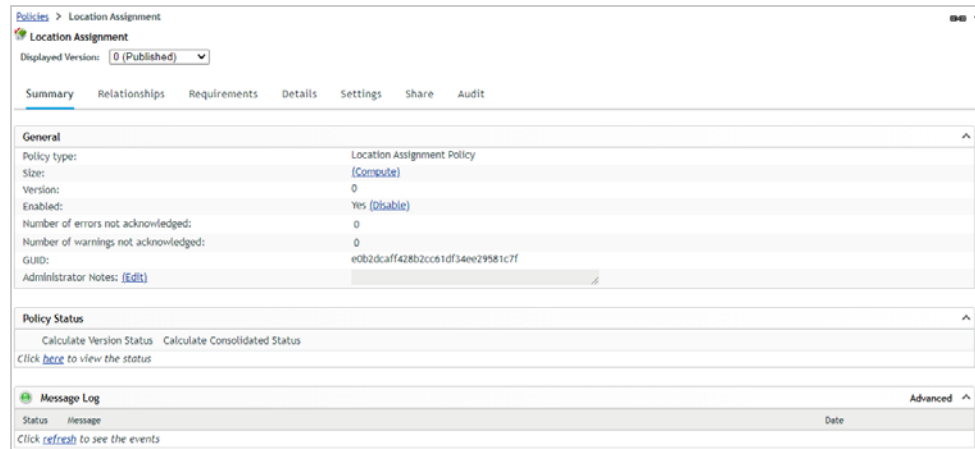 Policies > Location Assignment
Location Assignment
Displayed Version: 0 (Published)
Summary Relationships Requirements Details Settings Share Audit
General
Policy type: Location Assignment Policy
Size: (Compute)
Version: 0
Enabled: Yes (Disable)
Number of errors not acknowledged: 0
Number of warnings not acknowledged: 0
GUID: e0b2dcaff428b2cc61df34ee29581c7f
Administrator Notes: (Edit)
Policy Status
Calculate Version Status Calculate Consolidated Status
Click here to view the status
Message Log Advanced
Status Message Date
Click refresh to see the events